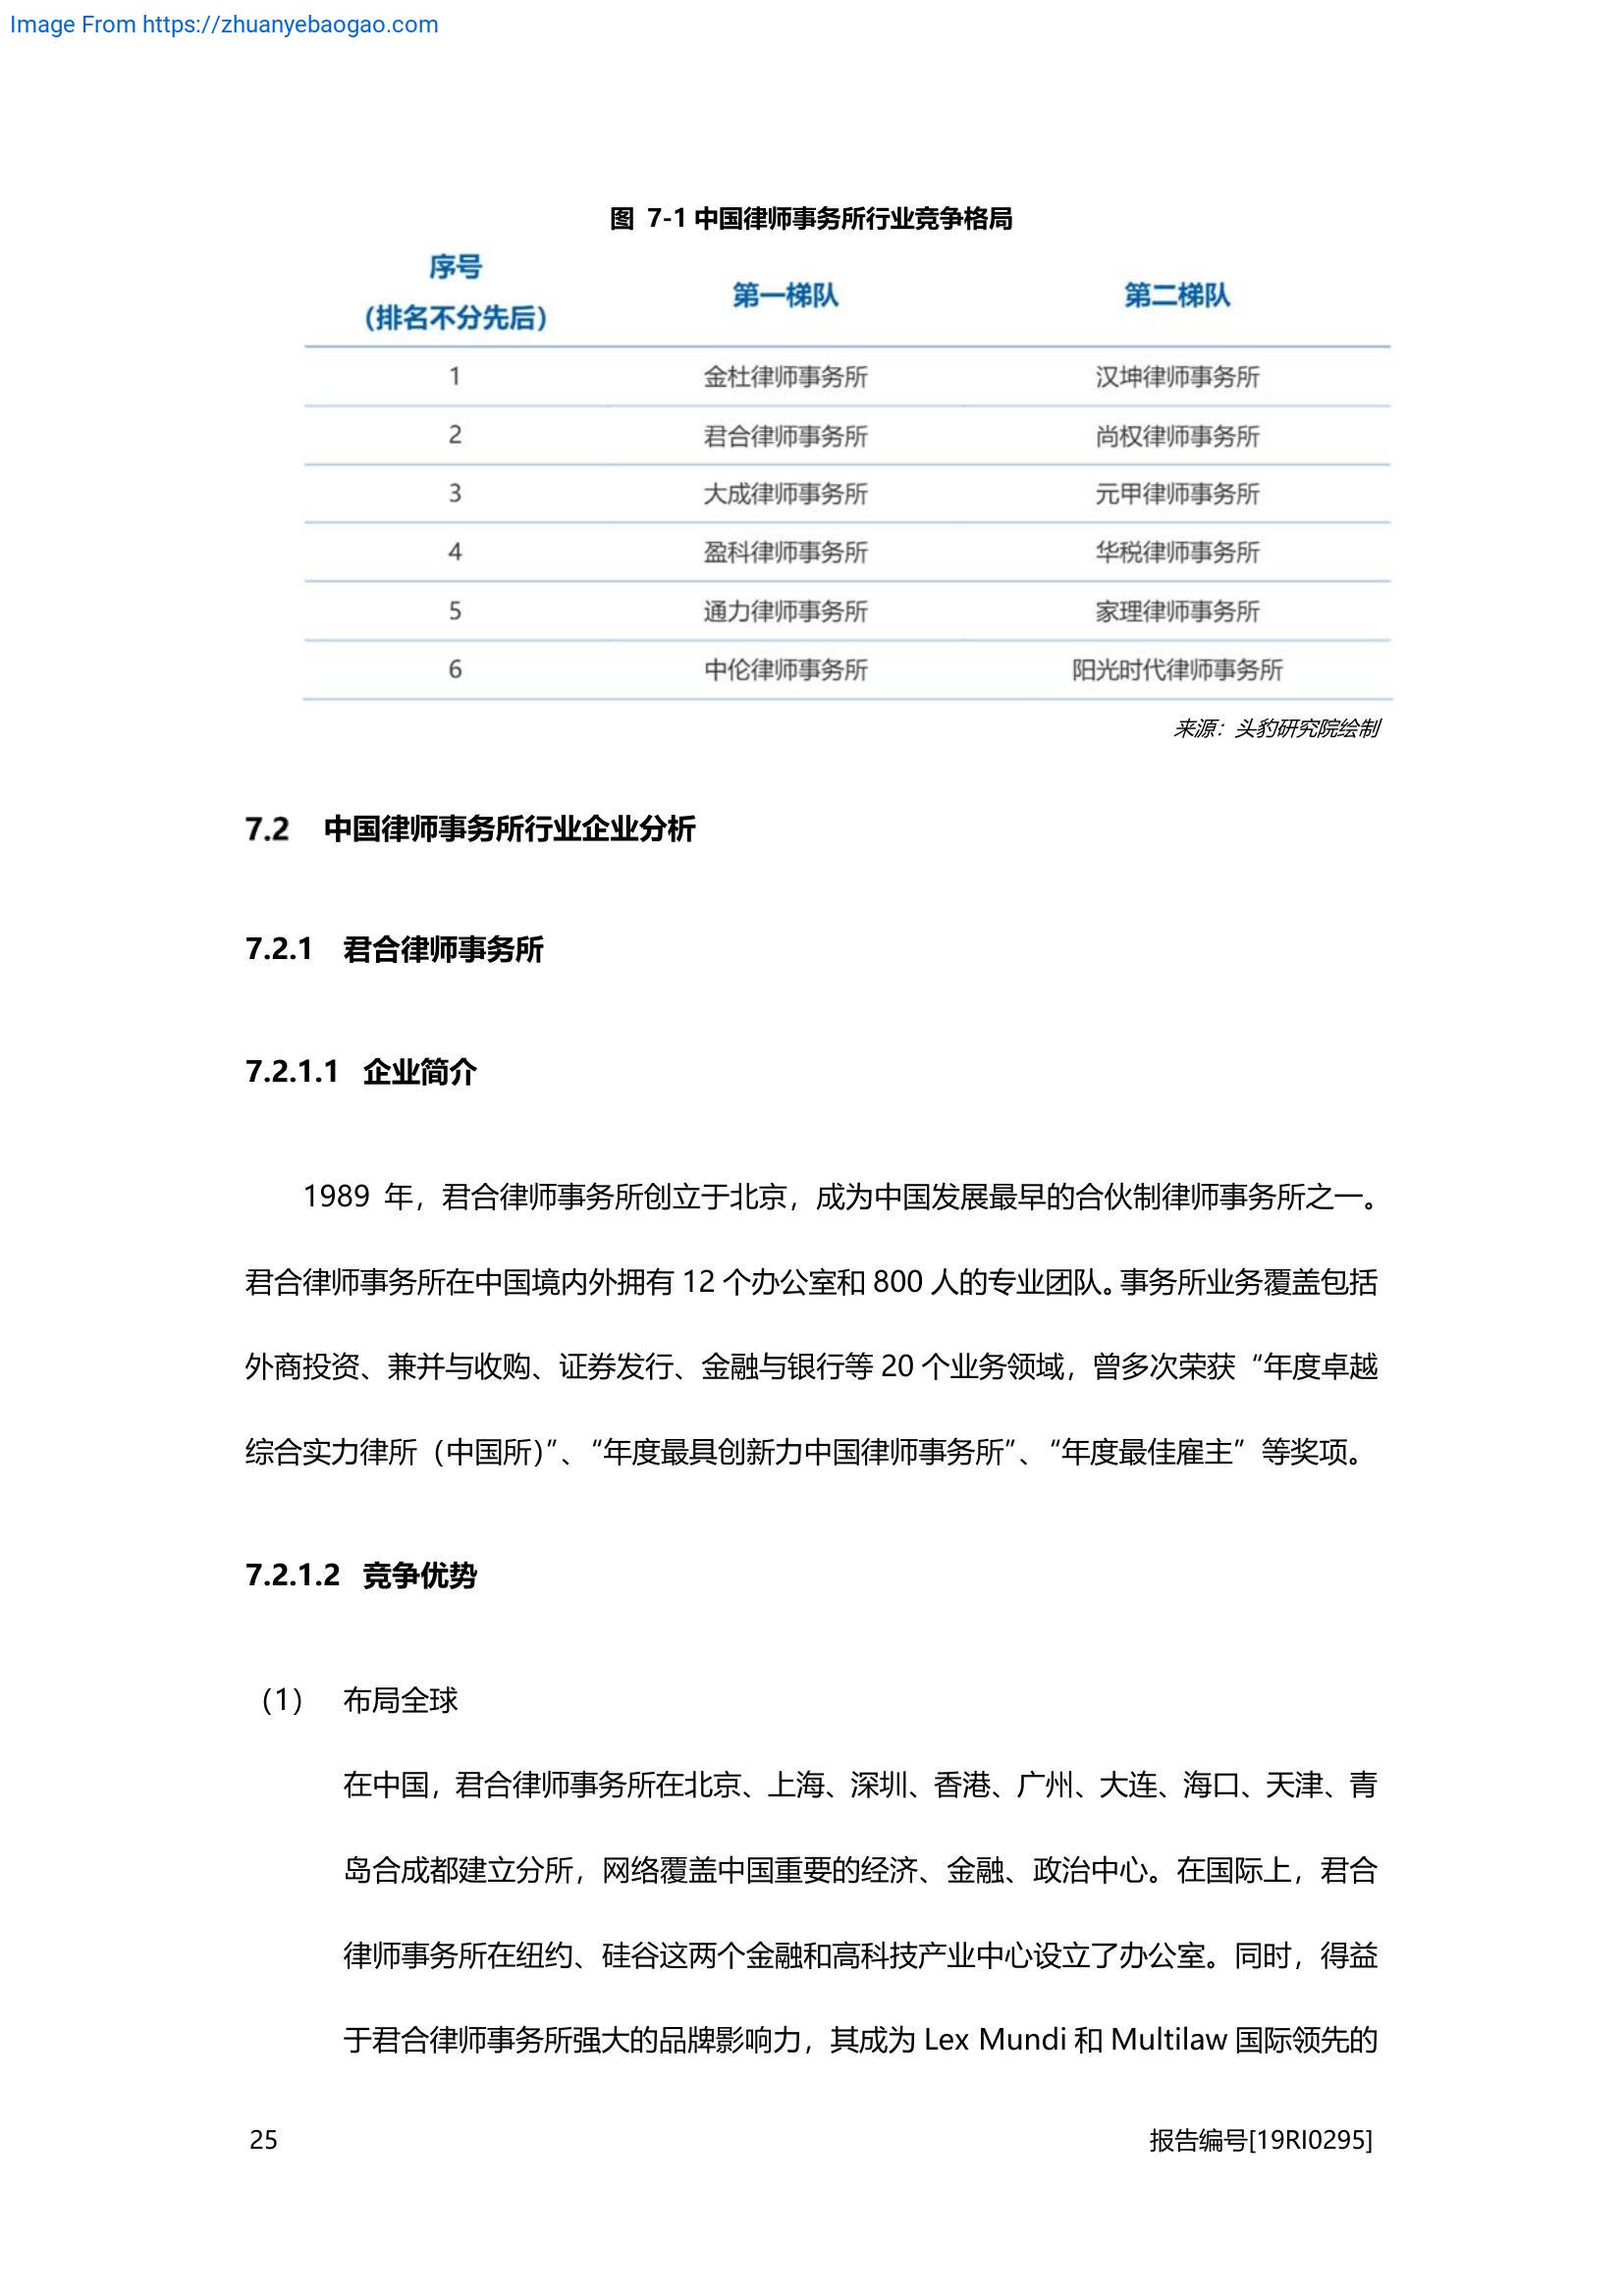 Image From https://zhuanyebaogao.com
图 7-1 中国律师事务所行业竞争格局
序号
（排名不分先后） 第一梯队 第二梯队
1 金杜律师事务所 汉坤律师事务所
2 君合律师事务所 尚权律师事务所
3 大成律师事务所 元甲律师事务所
4 盈科律师事务所 华税律师事务所
5 通力律师事务所 家理律师事务所
6 中伦律师事务所 阳光时代律师事务所
来源：头豹研究院绘制
7.2 中国律师事务所行业企业分析
7.2.1 君合律师事务所
7.2.1.1 企业简介
1989 年，君合律师事务所创立于北京，成为中国发展最早的合伙制律师事务所之一。
君合律师事务所在中国境内外拥有 12 个办公室和 800 人的专业团队。事务所业务覆盖包括
外商投资、兼并与收购、证券发行、金融与银行等 20 个业务领域，曾多次荣获“年度卓越
综合实力律所（中国所）”、“年度最具创新力中国律师事务所”、“年度最佳雇主”等奖项。
7.2.1.2 竞争优势
（1） 布局全球
在中国，君合律师事务所在北京、上海、深圳、香港、广州、大连、海口、天津、青
岛合成都建立分所，网络覆盖中国重要的经济、金融、政治中心。在国际上，君合
律师事务所在纽约、硅谷这两个金融和高科技产业中心设立了办公室。同时，得益
于君合律师事务所强大的品牌影响力，其成为 Lex Mundi 和 Multilaw 国际领先的
25 报告编号[19RI0295]